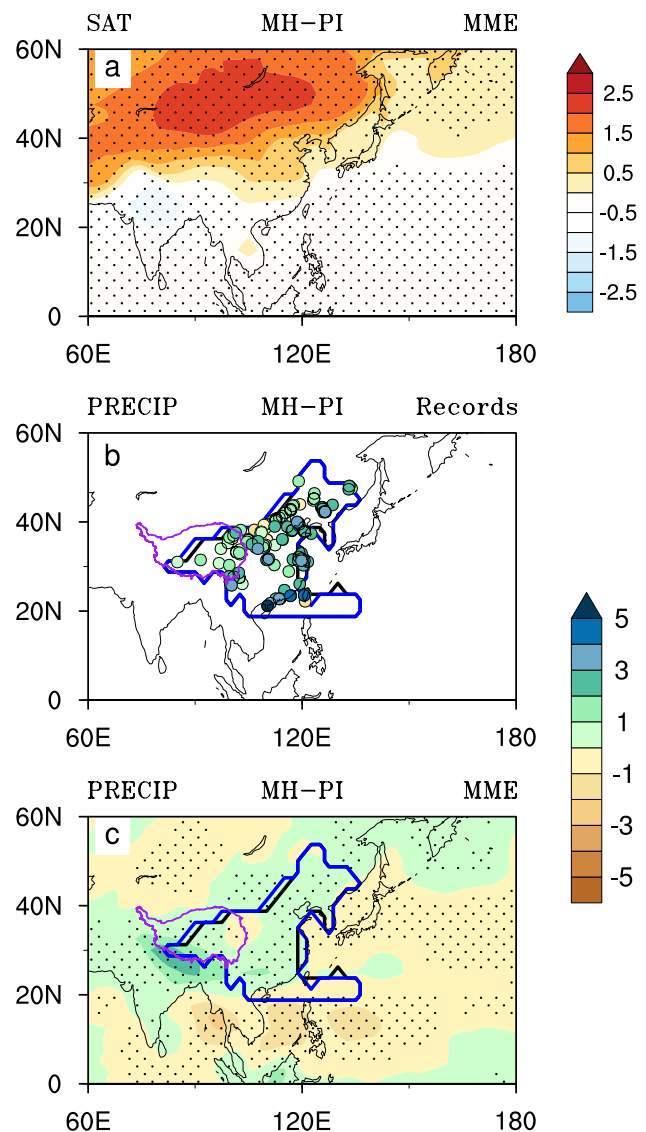 SAT MH-PI MME
60N
a
40N
20N
0
60E 120E 180
2.5
1.5
0.5
-0.5
-1.5
-2.5
PRECIP MH-PI Records
60N
b
40N
20N
0
60E 120E 180
5
3
1
-1
-3
-5
PRECIP MH-PI MME
60N
c
40N
20N
0
60E 120E 180